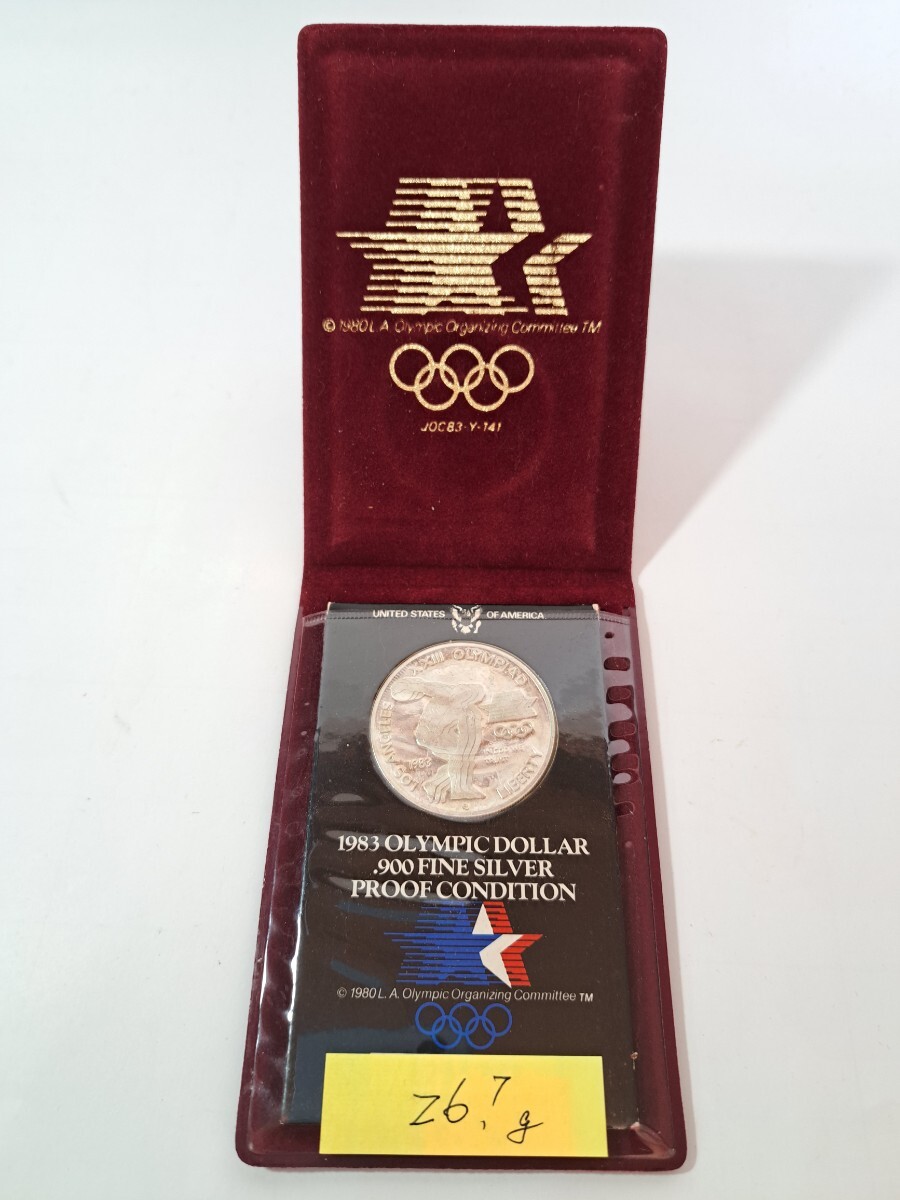 © 1980 L.A. Olympic Organizing Committee TM
JOC83-Y-141
UNITED STATES OF AMERICA
LOS ANGELES XXIII OLYMPIAD
1983
LIBERTY
1983 OLYMPIC DOLLAR
.900 FINE SILVER
PROOF CONDITION
© 1980 L.A. Olympic Organizing Committee TM
26.7 g